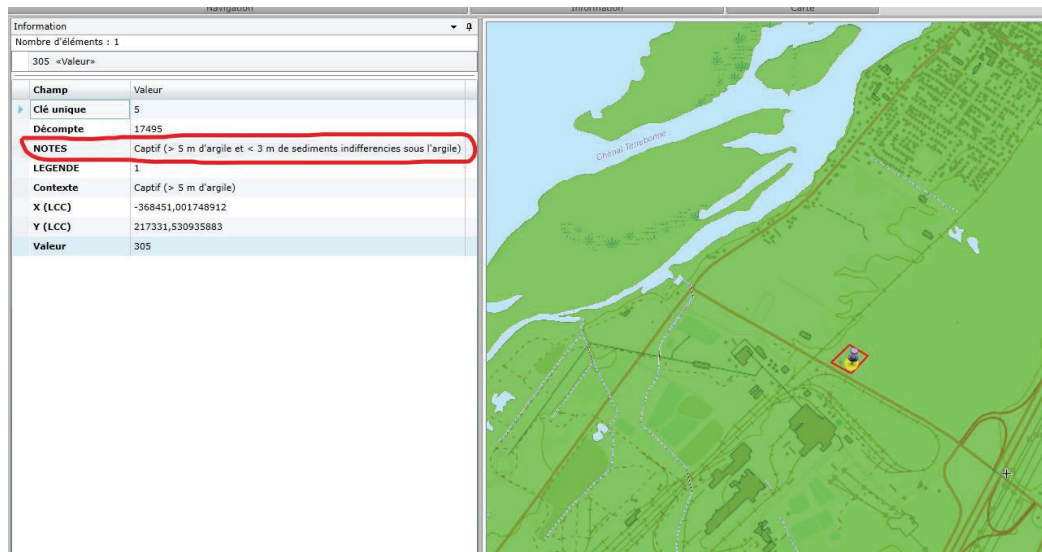 Navigation
Information
Carte
Information
Nombre d'éléments : 1
305 «Valeur»
Champ Valeur
Clé unique 5
Décompte 17495
NOTES Captif (> 5 m d'argile et < 3 m de sediments indifferencies sous l'argile)
LEGENDE 1
Contexte Captif (> 5 m d'argile)
X (LCC) -368451,001748912
Y (LCC) 217331,530935883
Valeur 305
Chenal Terrebonne